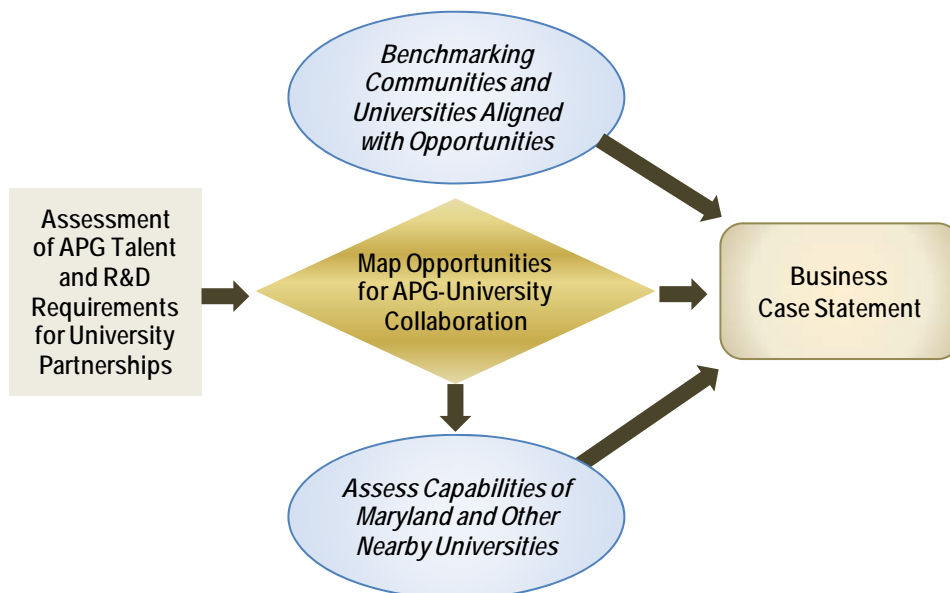 Benchmarking
Communities and
Universities Aligned
with Opportunities
Assessment
of APG Talent
and R&D
Requirements
for University
Partnerships
Map Opportunities
for APG-University
Collaboration
Business
Case Statement
Assess Capabilities of
Maryland and Other
Nearby Universities